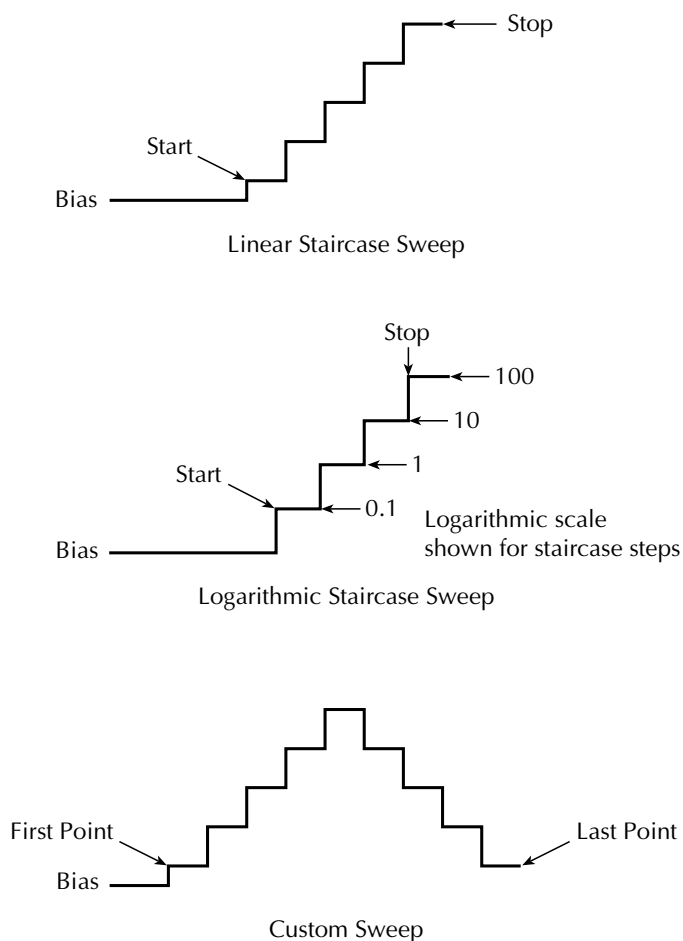 Stop
Start
Bias
Linear Staircase Sweep
Stop
100
10
1
Start
0.1
Logarithmic scale
shown for staircase steps
Bias
Logarithmic Staircase Sweep
First Point
Last Point
Bias
Custom Sweep